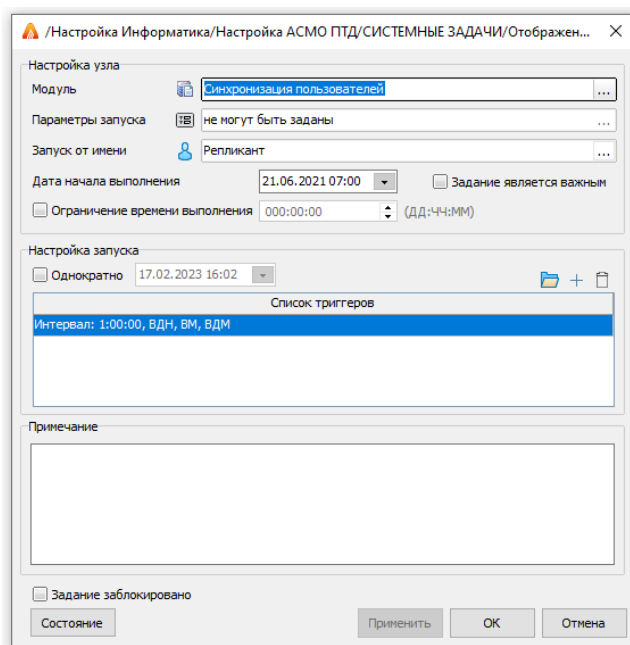 /Настройка Информатика/Настройка АСМО ПТД/СИСТЕМНЫЕ ЗАДАЧИ/Отображен...
Настройка узла
Модуль Синхронизация пользователей ...
Параметры запуска не могут быть заданы ...
Запуск от имени Репликант ...
Дата начала выполнения 21.06.2021 07:00 Задание является важным
Ограничение времени выполнения 000:00:00 (ДД:ЧЧ:ММ)
Настройка запуска
Однократно 17.02.2023 16:02
Список триггеров
Интервал: 1:00:00, ВДН, ВМ, ВДМ
Примечание
Задание заблокировано
Состояние Применить ОК Отмена